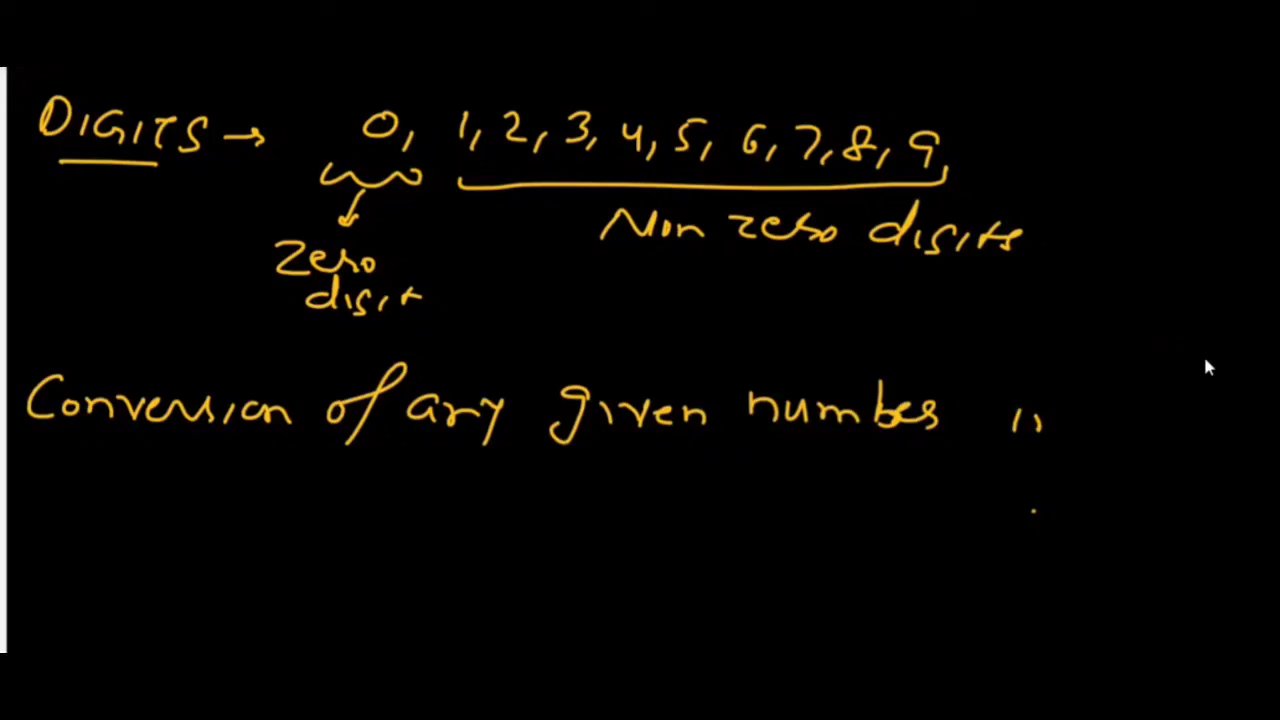 DIGITS → 0, 1, 2, 3, 4, 5, 6, 7, 8, 9,
Non zero digits
Zero
digit
Conversion of any given number